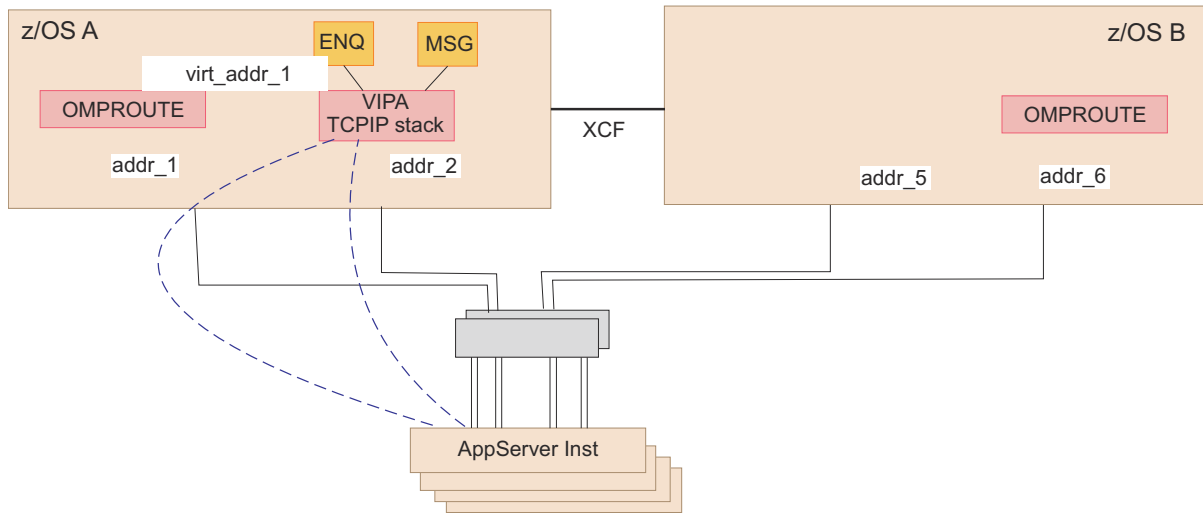 z/OS A
z/OS B
ENQ
MSG
virt_addr_1
OMPROUTE
VIPA
TCPIP stack
OMPROUTE
XCF
addr_1
addr_2
addr_5
addr_6
AppServer Inst